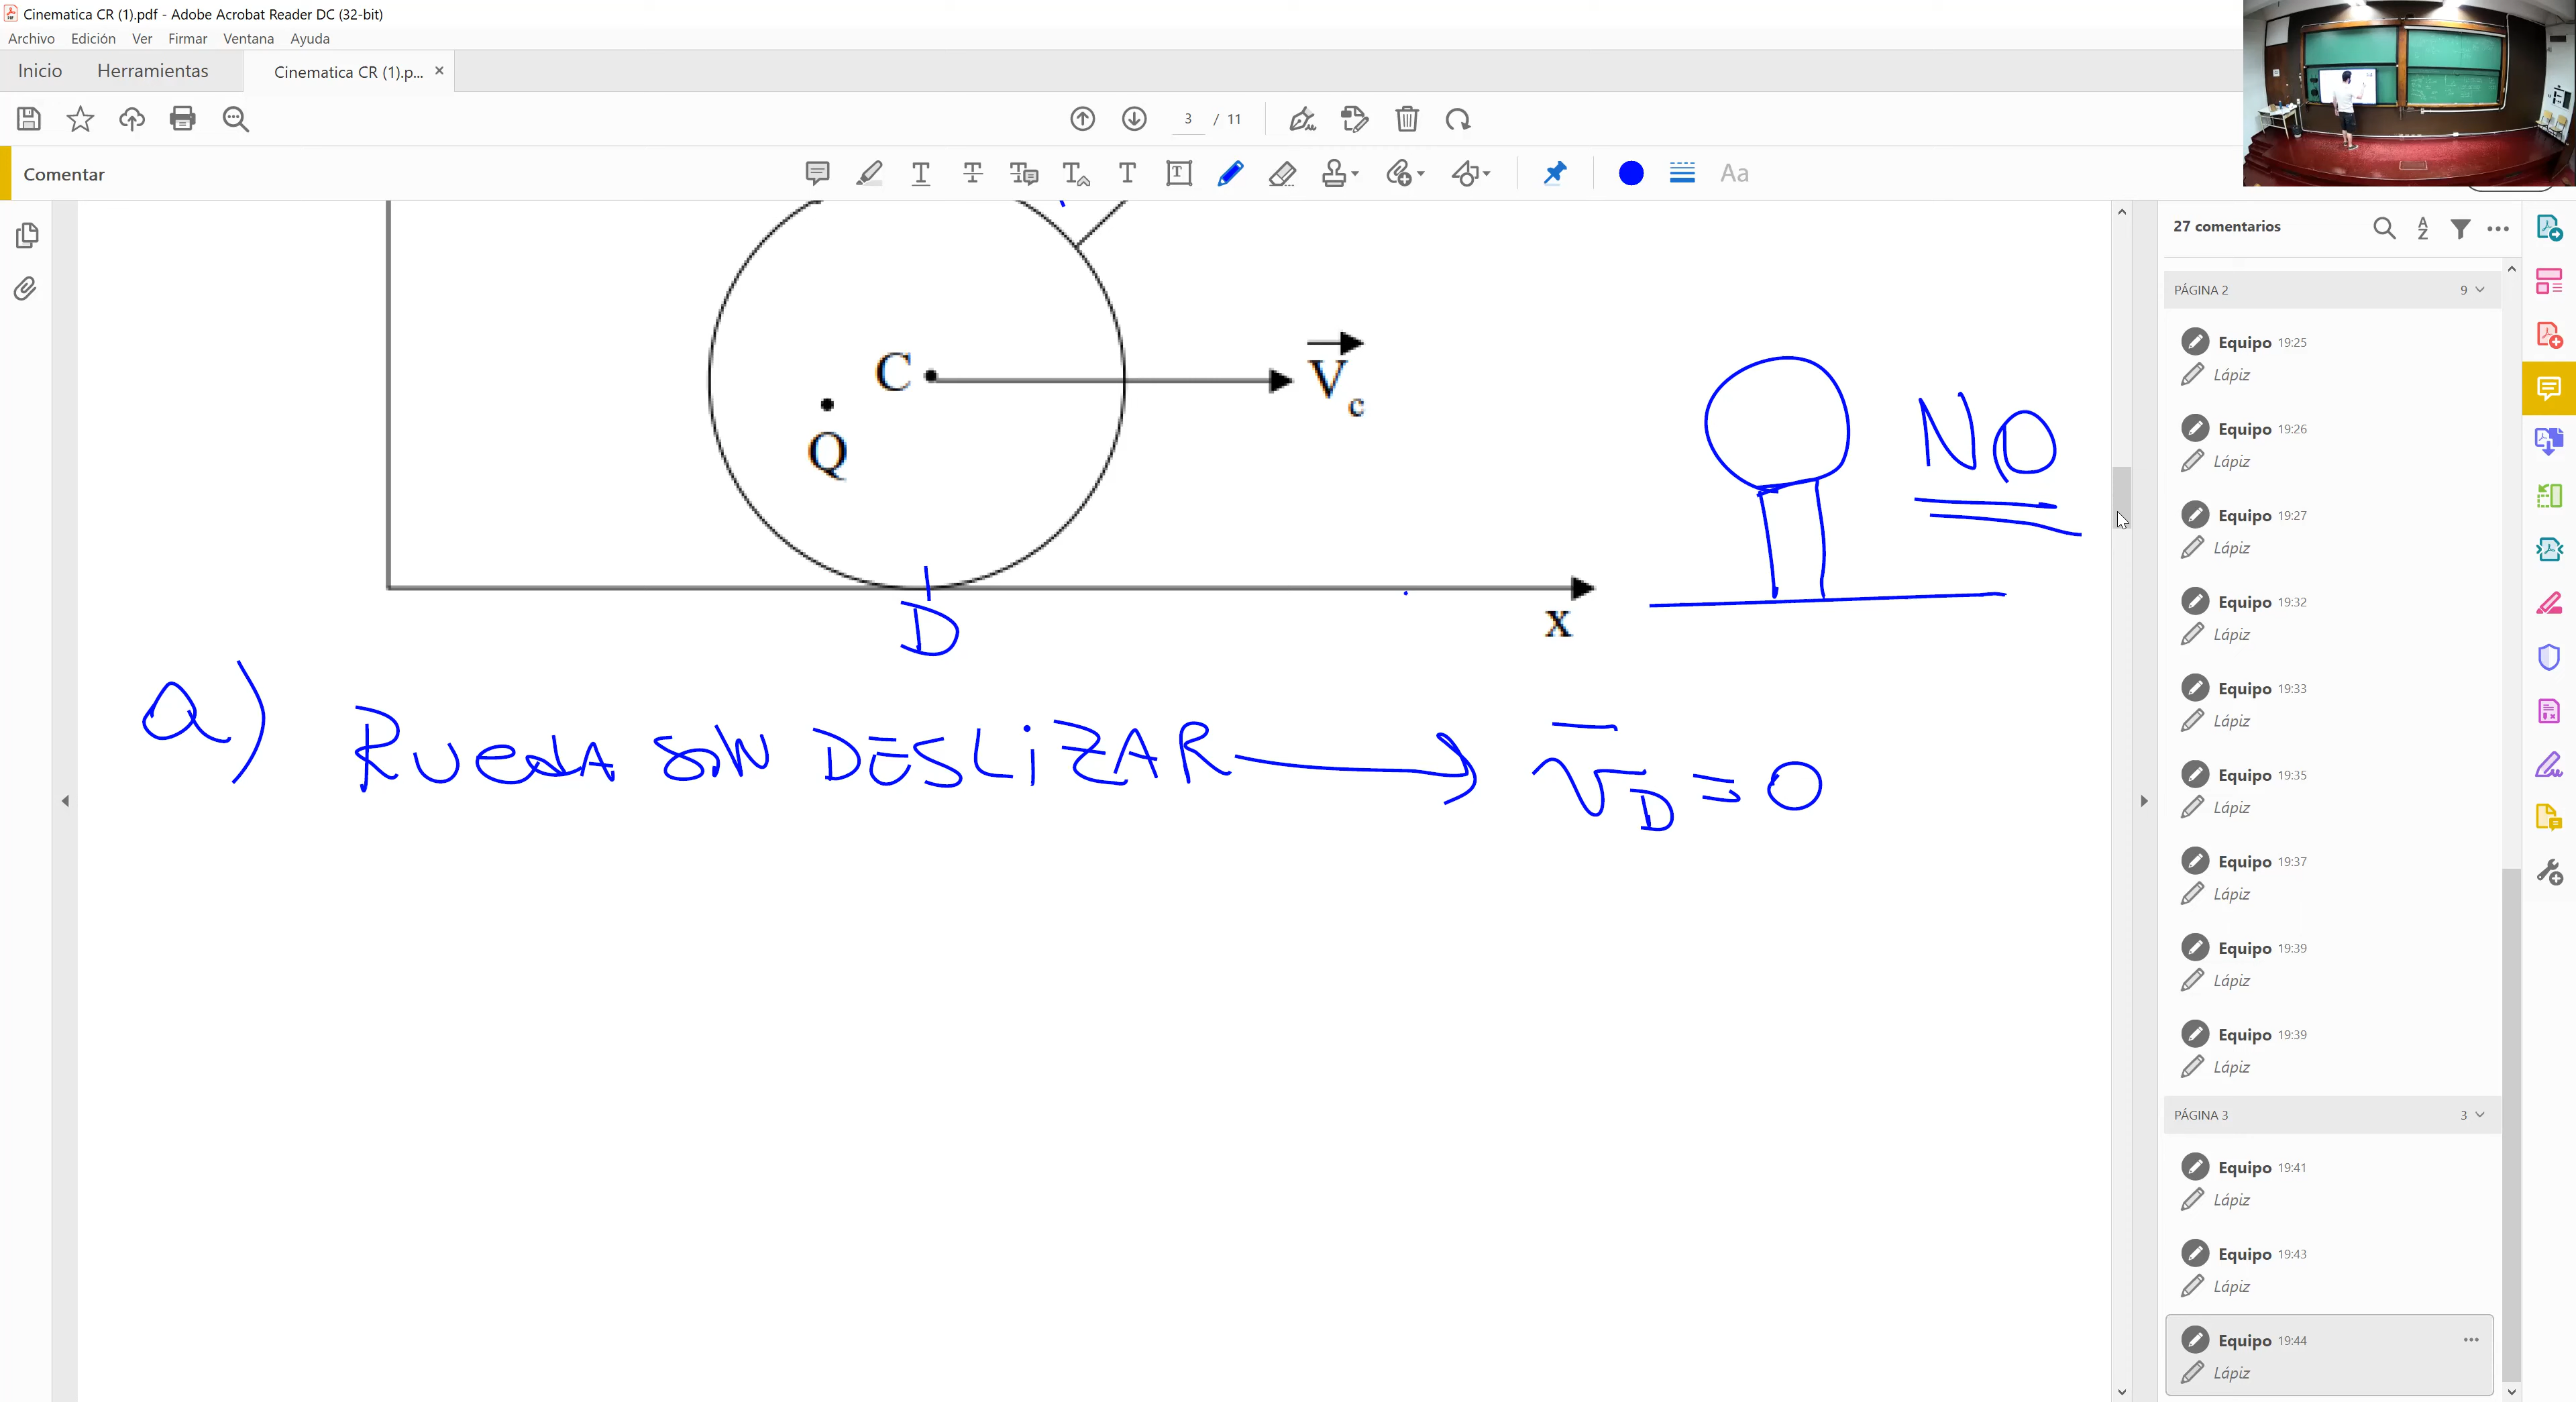 Cinematica CR (1).pdf - Adobe Acrobat Reader DC (32-bit)
Archivo Edición Ver Firmar Ventana Ayuda
Inicio Herramientas Cinematica CR (1).p... ×
3 / 11
Comentar
Aa
27 comentarios
PÁGINA 2 9
Equipo 19:25
Lápiz
Equipo 19:26
Lápiz
Equipo 19:27
Lápiz
Equipo 19:32
Lápiz
Equipo 19:33
Lápiz
Equipo 19:35
Lápiz
Equipo 19:37
Lápiz
Equipo 19:39
Lápiz
Equipo 19:39
Lápiz
PÁGINA 3 3
Equipo 19:41
Lápiz
Equipo 19:43
Lápiz
Equipo 19:44
Lápiz
C
V⃗c
Q
NO
x
D
a) RUEDA SIN DESLIZAR → V̄D = 0